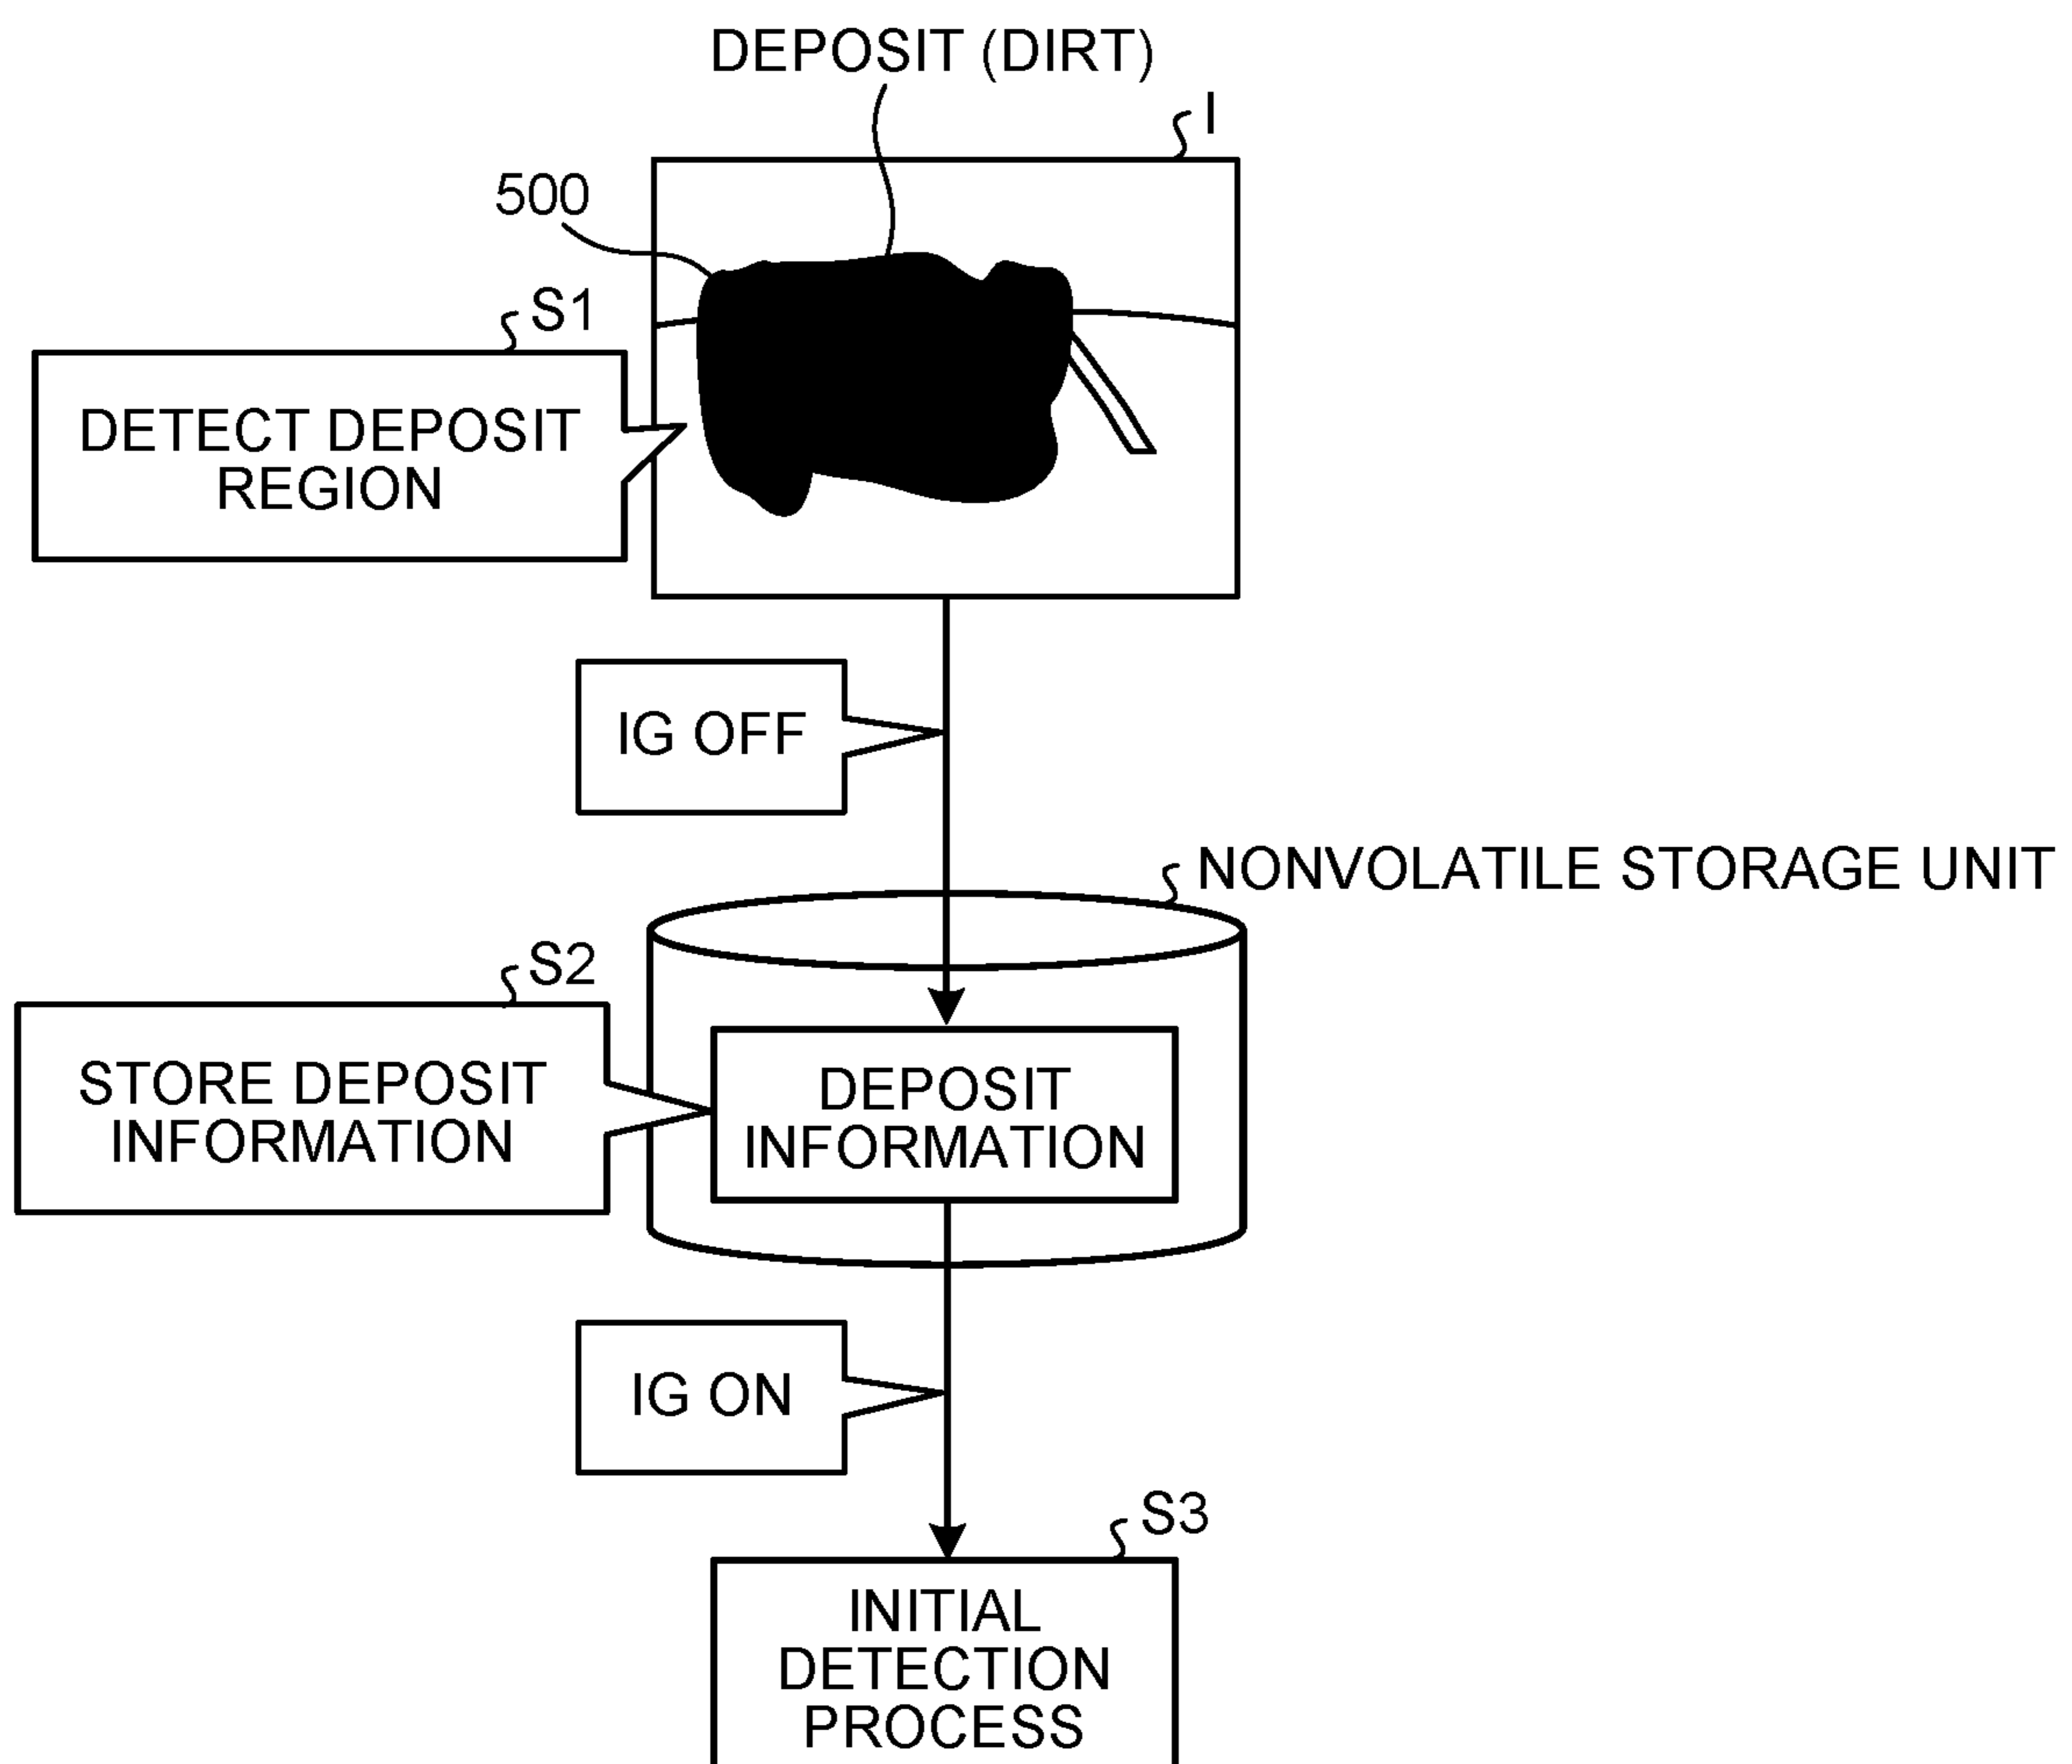 DEPOSIT (DIRT)
I
500
S1
DETECT DEPOSIT
REGION
IG OFF
NONVOLATILE STORAGE UNIT
S2
STORE DEPOSIT
INFORMATION
DEPOSIT
INFORMATION
IG ON
S3
INITIAL
DETECTION
PROCESS